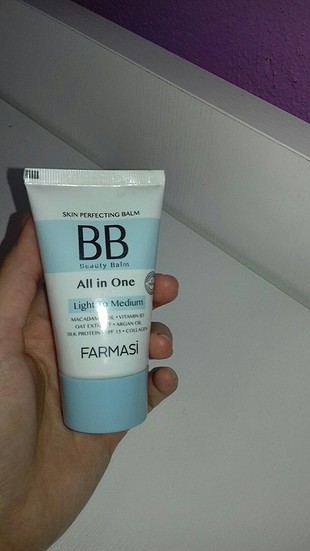 SKIN PERFECTING BALM
BB
Beauty Balm
All in One
Light to Medium
MACADAMIA OIL • VITAMIN B3
OAT EXTRACT • ARGAN OIL
SILK PROTEIN • SPF 15 • COLLAGEN
FARMASi